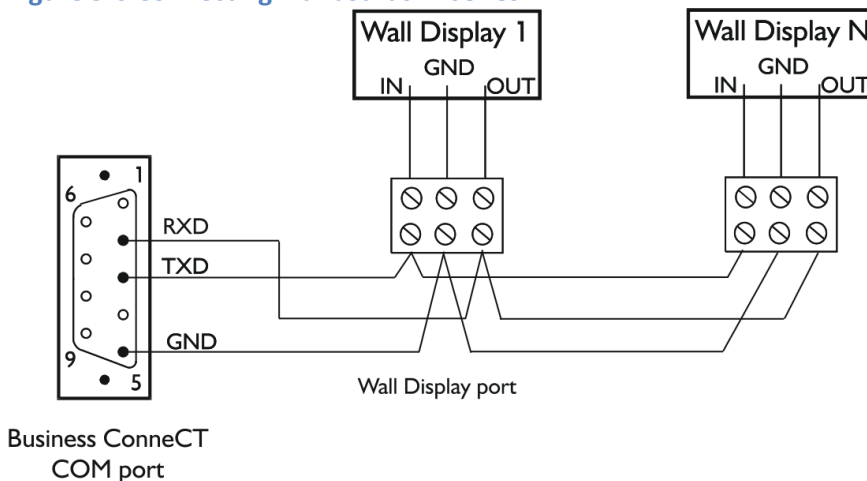 Wall Display 1
IN GND OUT
Wall Display N
IN GND OUT
6 1
RXD
TXD
GND
9 5
Wall Display port
Business ConneCT
COM port